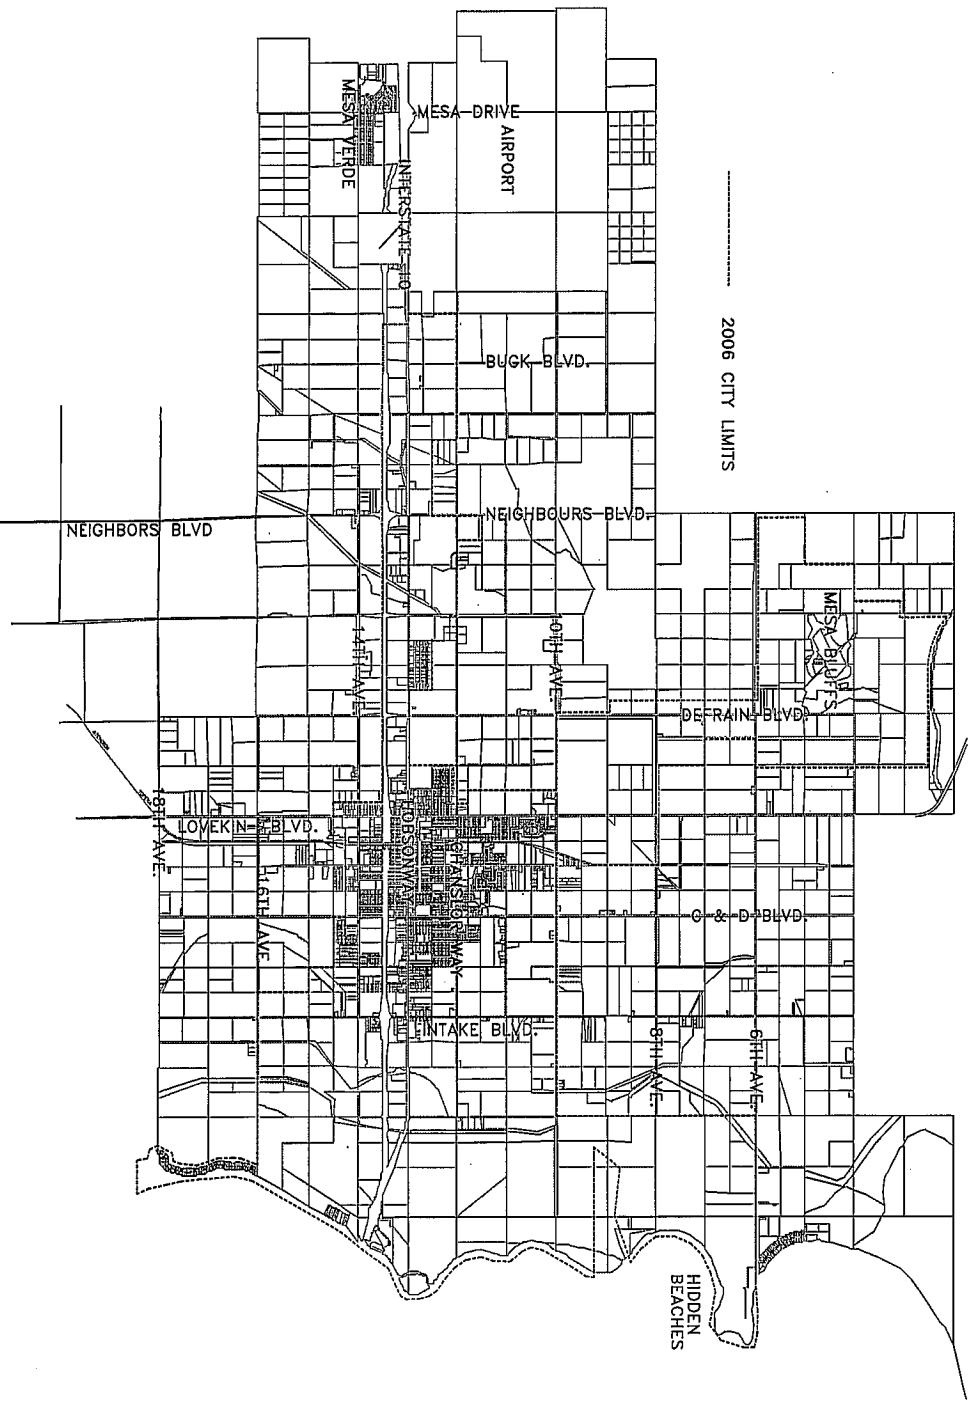 MESA DRIVE
AIRPORT
MESA VERDE
INTERSTATE 10
2006 CITY LIMITS
BUCK BLVD.
NEIGHBORS BLVD
NEIGHBOURS BLVD.
MESA BLUFFS
14TH AVE.
10TH AVE.
DEFRAIN BLVD.
18TH AVE.
LOVEKIN BLVD.
HOBSONWAY
CHANSLORWAY
16TH AVE
C & D BLVD.
INTAKE BLVD.
8TH AVE.
6TH AVE.
HIDDEN
BEACHES